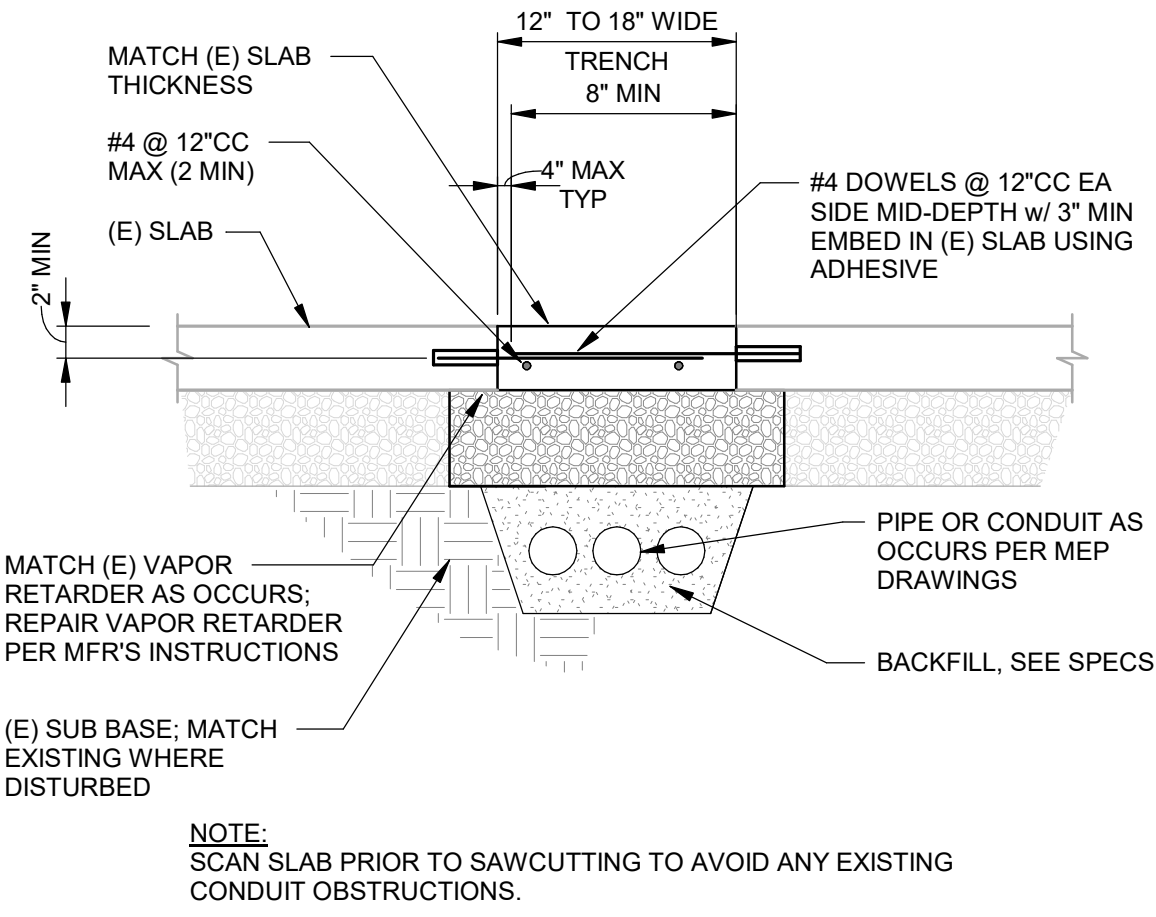 12" TO 18" WIDE
TRENCH
8" MIN
MATCH (E) SLAB
THICKNESS
#4 @ 12"CC
MAX (2 MIN)
4" MAX
TYP
#4 DOWELS @ 12"CC EA
SIDE MID-DEPTH w/ 3" MIN
EMBED IN (E) SLAB USING
ADHESIVE
(E) SLAB
2" MIN
PIPE OR CONDUIT AS
OCCURS PER MEP
DRAWINGS
MATCH (E) VAPOR
RETARDER AS OCCURS;
REPAIR VAPOR RETARDER
PER MFR'S INSTRUCTIONS
BACKFILL, SEE SPECS
(E) SUB BASE; MATCH
EXISTING WHERE
DISTURBED
NOTE:
SCAN SLAB PRIOR TO SAWCUTTING TO AVOID ANY EXISTING
CONDUIT OBSTRUCTIONS.